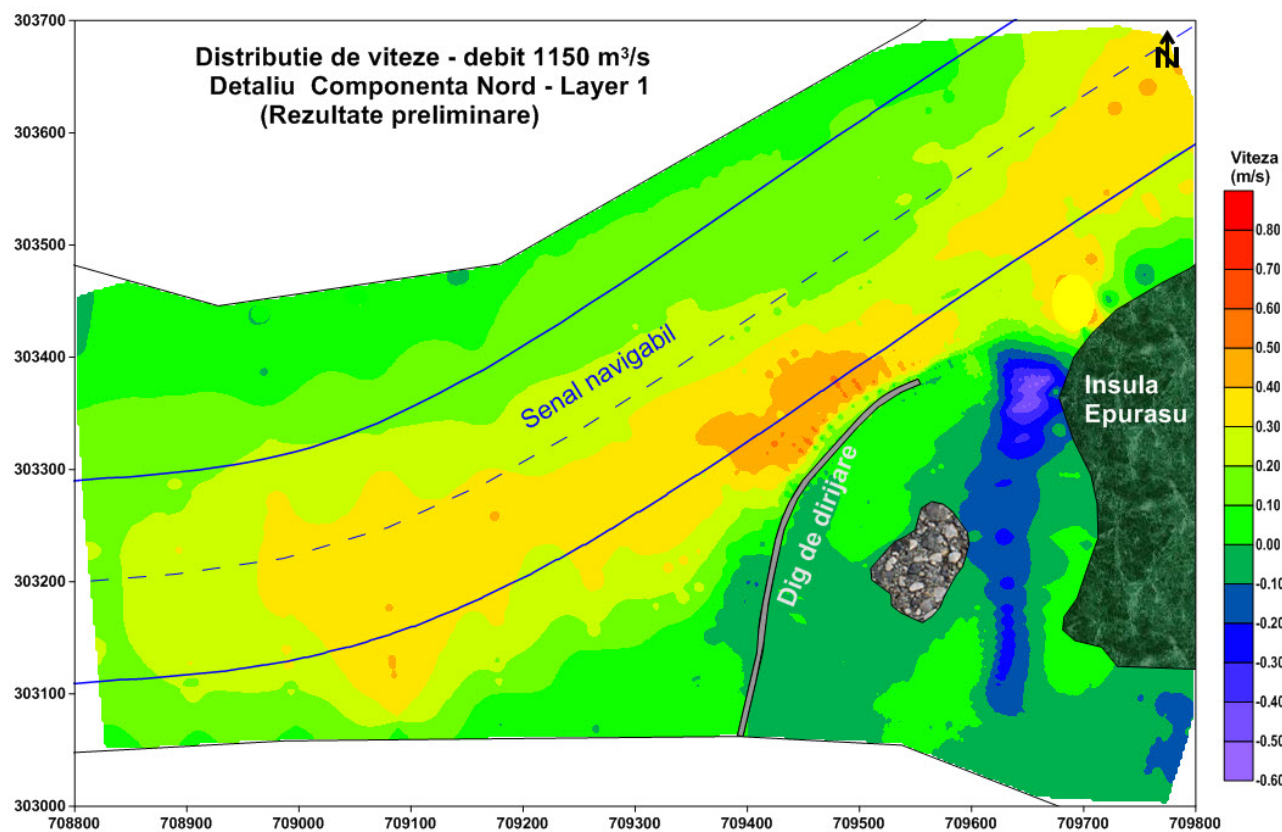 Distributie de viteze - debit 1150 m³/s
Detaliu Componenta Nord - Layer 1
(Rezultate preliminare)
N
303700
303600
303500
303400
303300
303200
303100
303000
Senal navigabil
Dig de dirijare
Insula
Epurasu
Viteza
(m/s)
0.80
0.70
0.60
0.50
0.40
0.30
0.20
0.10
0.00
-0.10
-0.20
-0.30
-0.40
-0.50
-0.60
708800 708900 709000 709100 709200 709300 709400 709500 709600 709700 709800